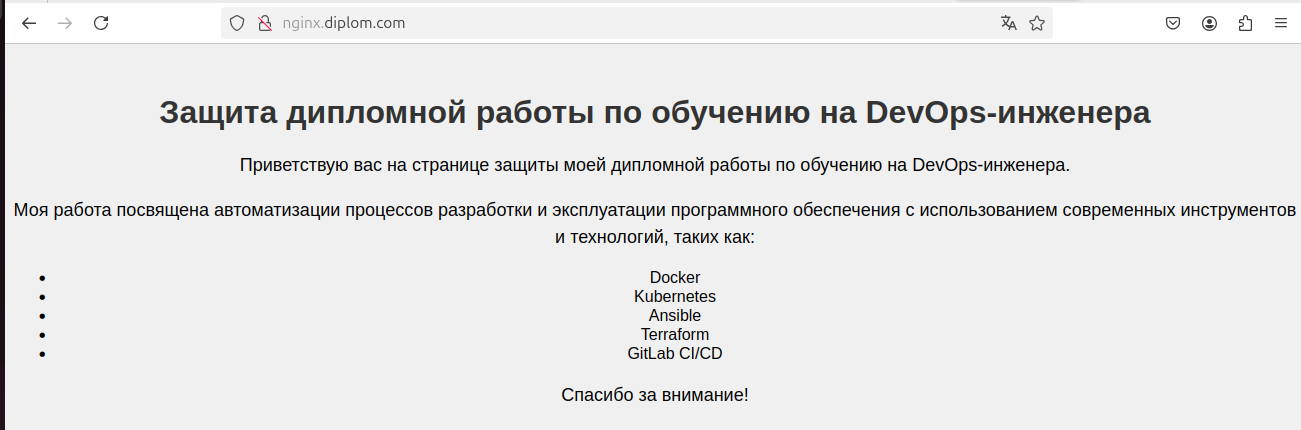 nginx.diplom.com
Защита дипломной работы по обучению на DevOps-инженера
Приветствую вас на странице защиты моей дипломной работы по обучению на DevOps-инженера.
Моя работа посвящена автоматизации процессов разработки и эксплуатации программного обеспечения с использованием современных инструментов
и технологий, таких как:
Docker
Kubernetes
Ansible
Terraform
GitLab CI/CD
Спасибо за внимание!